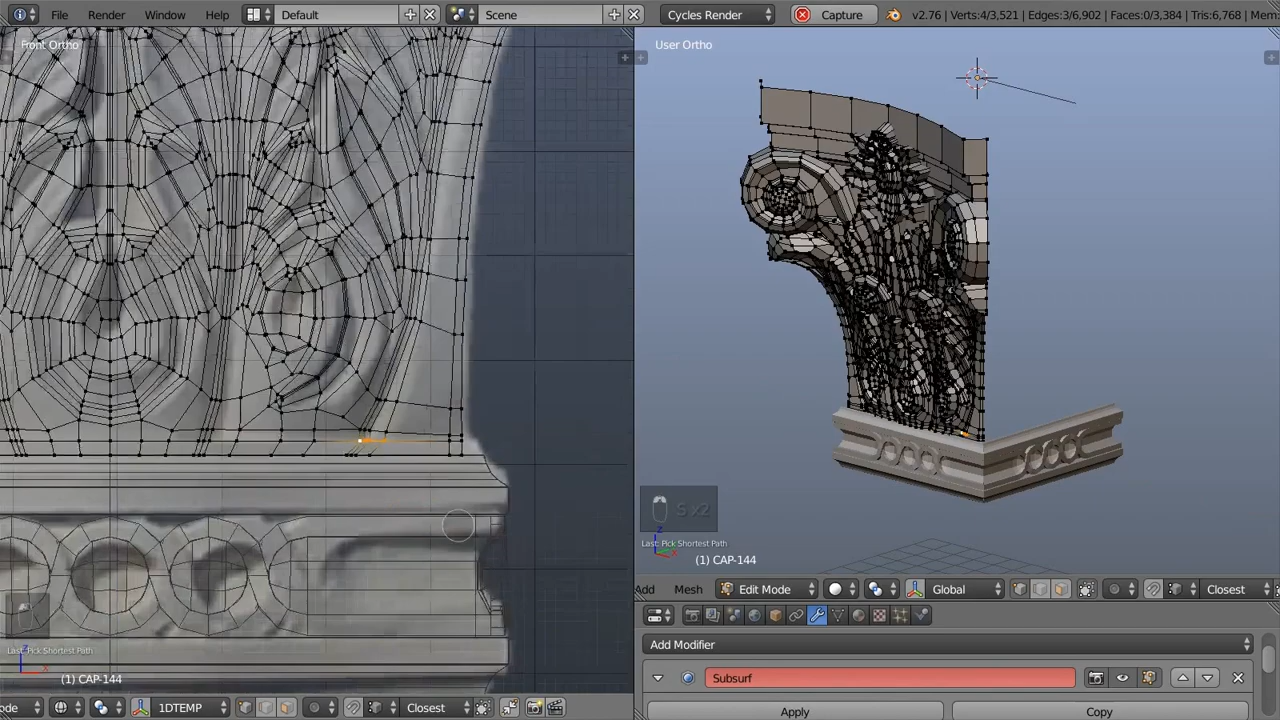 File Render Window Help Default Scene Cycles Render Capture v2.76 | Verts:4/3,521 | Edges:3/6,902 | Faces:0/3,384 | Tris:6,768 | Mem:
Front Ortho
User Ortho
S x2
Last: Pick Shortest Path
(1) CAP-144
Add Mesh Edit Mode Global Closest
Add Modifier
Last: Pick Shortest Path
(1) CAP-144
Subsurf
ode 1DTEMP Closest
Apply Copy